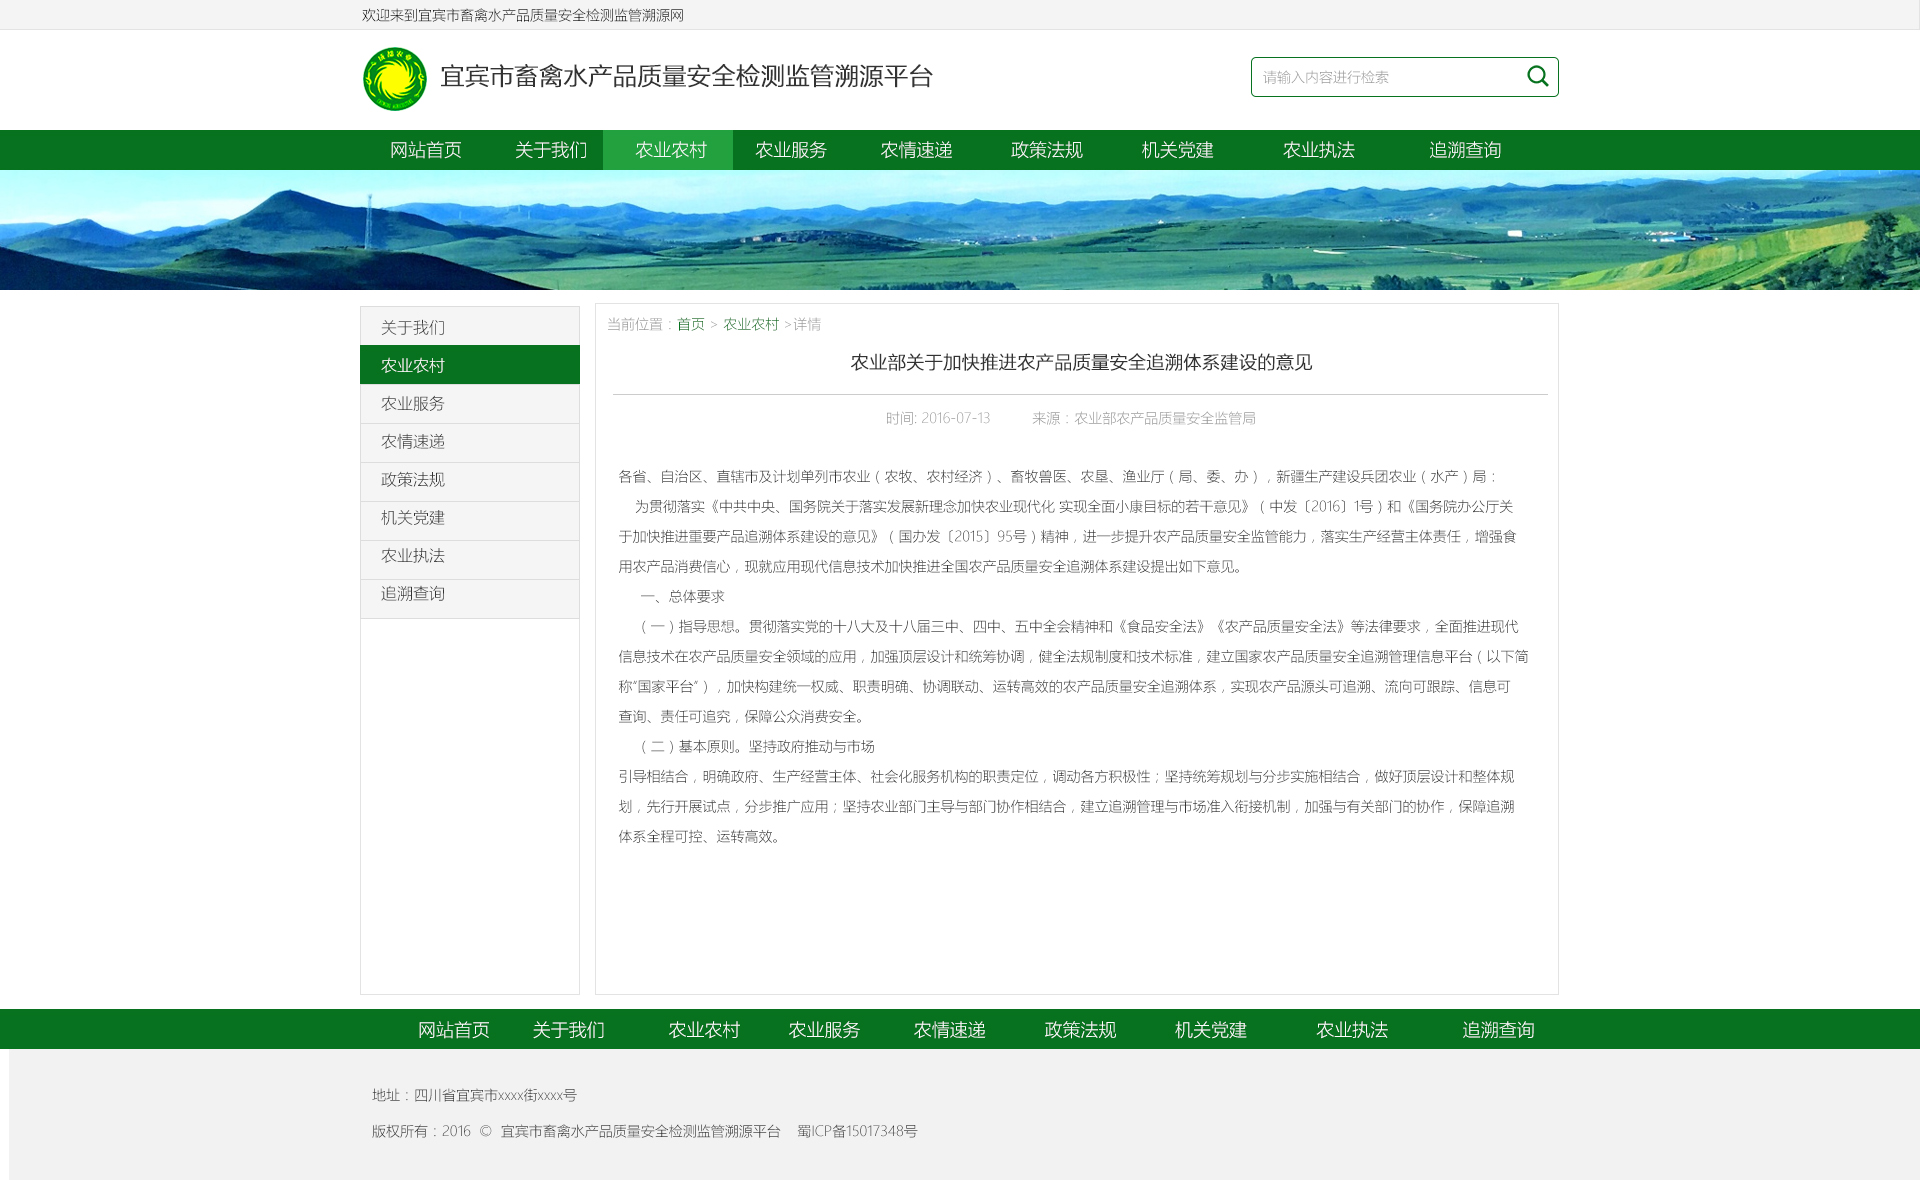 欢迎来到宜宾市畜禽水产品质量安全检测监管溯源网
宜宾市畜禽水产品质量安全检测监管溯源平台
请输入内容进行检索
网站首页 关于我们 农业农村 农业服务 农情速递 政策法规 机关党建 农业执法 追溯查询
关于我们
农业农村
农业服务
农情速递
政策法规
机关党建
农业执法
追溯查询
当前位置：首页 > 农业农村 >详情
农业部关于加快推进农产品质量安全追溯体系建设的意见
时间: 2016-07-13 来源：农业部农产品质量安全监管局
各省、自治区、直辖市及计划单列市农业（农牧、农村经济）、畜牧兽医、农垦、渔业厅（局、委、办），新疆生产建设兵团农业（水产）局：
为贯彻落实《中共中央、国务院关于落实发展新理念加快农业现代化 实现全面小康目标的若干意见》（中发〔2016〕1号）和《国务院办公厅关
于加快推进重要产品追溯体系建设的意见》（国办发〔2015〕95号）精神，进一步提升农产品质量安全监管能力，落实生产经营主体责任，增强食
用农产品消费信心，现就应用现代信息技术加快推进全国农产品质量安全追溯体系建设提出如下意见。
一、总体要求
（一）指导思想。贯彻落实党的十八大及十八届三中、四中、五中全会精神和《食品安全法》《农产品质量安全法》等法律要求，全面推进现代
信息技术在农产品质量安全领域的应用，加强顶层设计和统筹协调，健全法规制度和技术标准，建立国家农产品质量安全追溯管理信息平台（以下简
称“国家平台”），加快构建统一权威、职责明确、协调联动、运转高效的农产品质量安全追溯体系，实现农产品源头可追溯、流向可跟踪、信息可
查询、责任可追究，保障公众消费安全。
（二）基本原则。坚持政府推动与市场
引导相结合，明确政府、生产经营主体、社会化服务机构的职责定位，调动各方积极性；坚持统筹规划与分步实施相结合，做好顶层设计和整体规
划，先行开展试点，分步推广应用；坚持农业部门主导与部门协作相结合，建立追溯管理与市场准入衔接机制，加强与有关部门的协作，保障追溯
体系全程可控、运转高效。
网站首页 关于我们 农业农村 农业服务 农情速递 政策法规 机关党建 农业执法 追溯查询
地址：四川省宜宾市xxxx街xxxx号
版权所有：2016 © 宜宾市畜禽水产品质量安全检测监管溯源平台 蜀ICP备15017348号